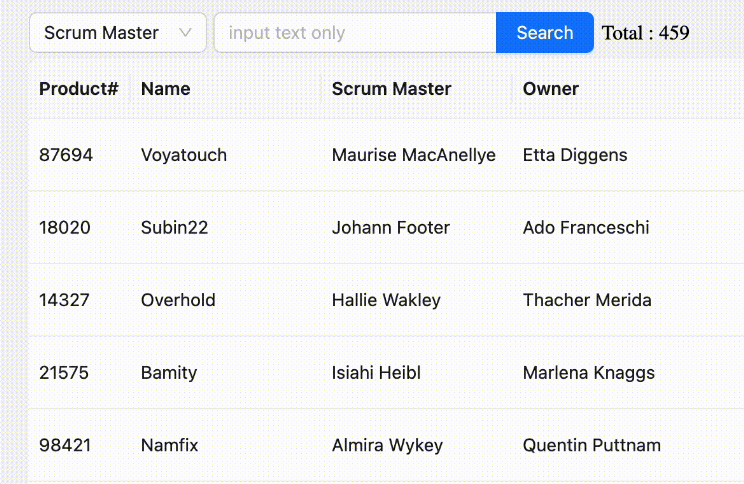 Scrum Master input text only Search Total : 459
Product# Name Scrum Master Owner
87694 Voyatouch Maurise MacAnellye Etta Diggens
18020 Subin22 Johann Footer Ado Franceschi
14327 Overhold Hallie Wakley Thacher Merida
21575 Bamity Isiahi Heibl Marlena Knaggs
98421 Namfix Almira Wykey Quentin Puttnam